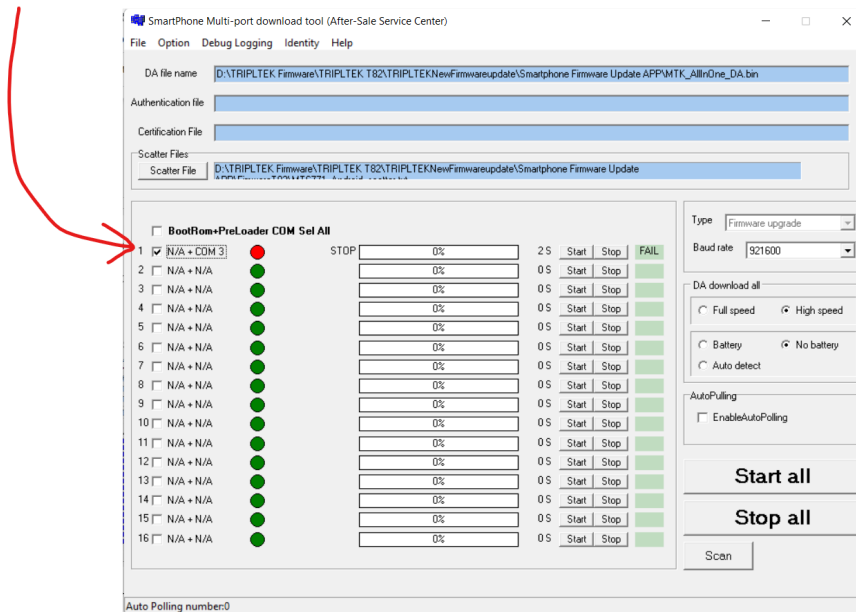 SmartPhone Multi-port download tool (After-Sale Service Center)
File Option Debug Logging Identity Help
DA file name D:\TRIPLTEK Firmware\TRIPLTEK T82\TRIPLTEKNewFirmwareupdate\Smartphone Firmware Update APP\MTK_AllInOne_DA.bin
Authentication file
Certification File
Scatter Files
Scatter File D:\TRIPLTEK Firmware\TRIPLTEK T82\TRIPLTEKNewFirmwareupdate\Smartphone Firmware Update
BootRom+PreLoader COM Sel All
1 N/A + COM 3 STOP 0% 2 S Start Stop FAIL
2 N/A + N/A 0% 0 S Start Stop
3 N/A + N/A 0% 0 S Start Stop
4 N/A + N/A 0% 0 S Start Stop
5 N/A + N/A 0% 0 S Start Stop
6 N/A + N/A 0% 0 S Start Stop
7 N/A + N/A 0% 0 S Start Stop
8 N/A + N/A 0% 0 S Start Stop
9 N/A + N/A 0% 0 S Start Stop
10 N/A + N/A 0% 0 S Start Stop
11 N/A + N/A 0% 0 S Start Stop
12 N/A + N/A 0% 0 S Start Stop
13 N/A + N/A 0% 0 S Start Stop
14 N/A + N/A 0% 0 S Start Stop
15 N/A + N/A 0% 0 S Start Stop
16 N/A + N/A 0% 0 S Start Stop
Type Firmware upgrade
Baud rate 921600
DA download all
Full speed High speed
Battery No battery
Auto detect
AutoPulling
EnableAutoPolling
Start all
Stop all
Scan
Auto Polling number:0